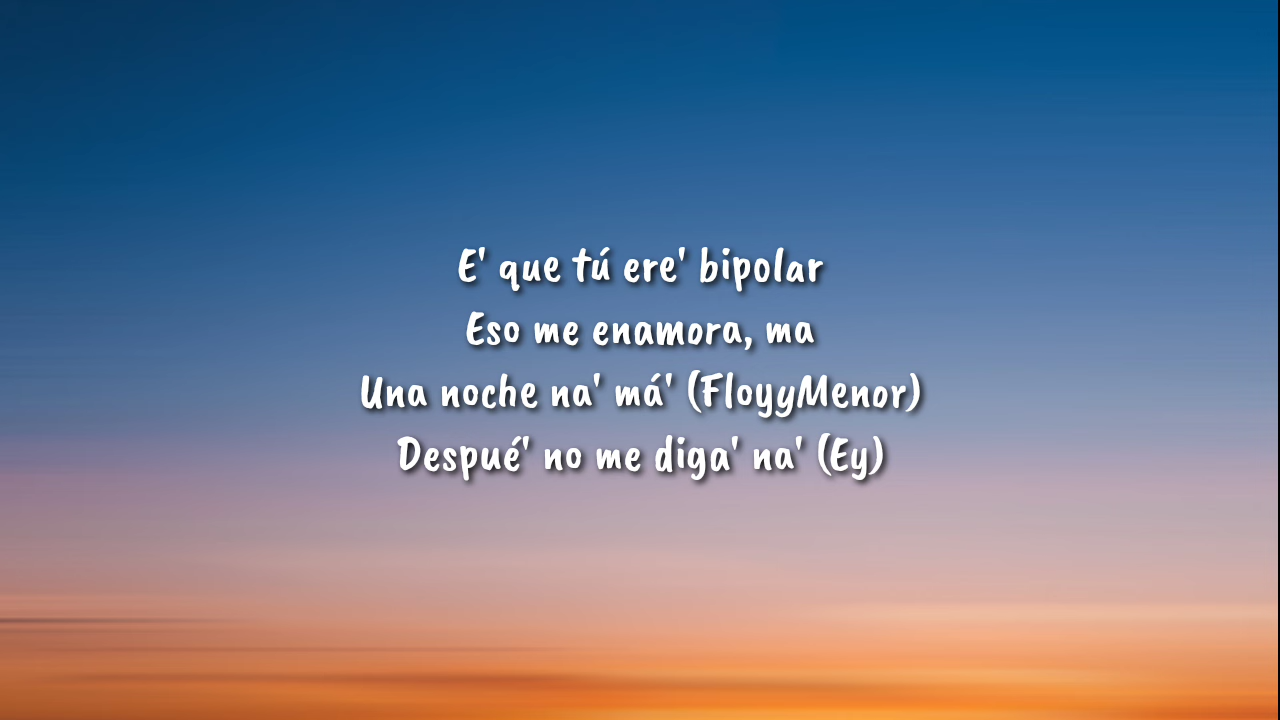 E' que tú ere' bipolar
Eso me enamora, ma
Una noche na' má' (FloyyMenor)
Despué' no me diga' na' (Ey)